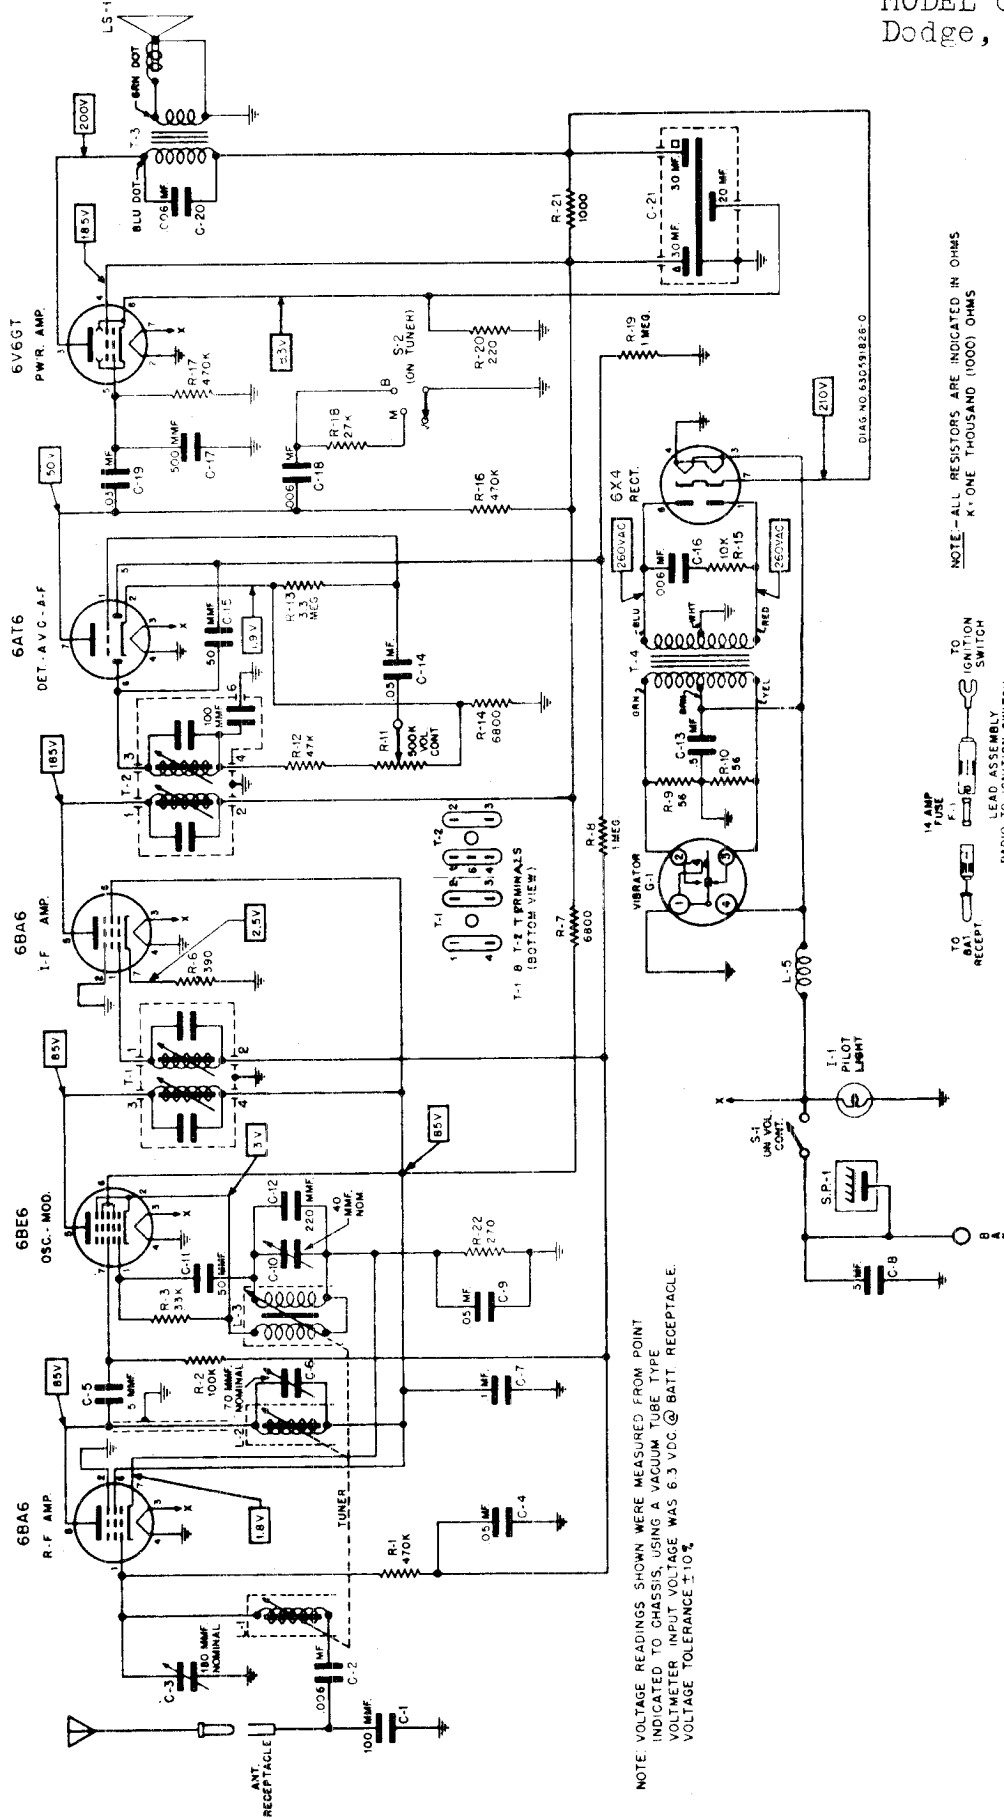 MODEL
Dodge,
6BA6
R-F AMP.
6BE6
OSC.- MOD.
6BA6
I-F AMP.
6AT6
DET.-A.V.C.-A-F
6V6GT
PW'R. AMP.
LS-1
85V
85V
185V
50V
185V
200V
GRN DOT
BLU DOT
T-3
.006 MF
C-20
ANT.
RECEPTACLE
100 MMF.
C-1
.006 MF
C-2
C-3
180 MMF
NOMINAL
L-1
TUNER
1.8V
R-1
470K
.05 MF
C-4
C-5
5 MMF
R-2
100K
70 MMF.
NOMINAL
C-6
L-2
.1 MF
C-7
R-3
33K
C-11
50 MMF
L-3
C-10
C-12
220 MMF.
40
MMF.
NOM.
3V
.05 MF.
C-9
R-22
270
85V
T-1
R-6
390
2.5V
T-1 & T-2 TERMINALS
(BOTTOM VIEW)
T-1
T-2
R-7
6800
R-8
1 MEG.
T-2
100
MMF
R-12
47K
R-11
500K
VOL
CONT
R-14
6800
50 MMF
C-15
1.9V
R-13
3.3
MEG
.05 MF.
C-14
.03 MF
C-19
500 MMF
C-17
R-17
470K
.006 MF
C-18
R-18
27K
M
B
S-2
(ON TUNER)
R-16
470K
8.3V
R-20
220
R-19
1 MEG.
R-21
1000
C-21
30 MF.
30 MF.
20 MF
DIAG. NO. 63D591826-0
210V
6X4
RECT.
260VAC
260VAC
.006 MF.
C-16
10K
R-15
T-4
BLU
WHT
RED
GRN
BRN
YEL
C-13
.5 MF
R-9
56
R-10
56
VIBRATOR
G-1
L-5
I-1
PILOT
LIGHT
S-1
ON VOL.
CONT.
S.P.-1
.5 MF.
C-8
B
A
NOTE: VOLTAGE READINGS SHOWN WERE MEASURED FROM POINT
INDICATED TO CHASSIS, USING A VACUUM TUBE TYPE
VOLTMETER INPUT VOLTAGE WAS 6.3 VDC. @ BATT. RECEPTACLE.
VOLTAGE TOLERANCE ±10%
NOTE:-ALL RESISTORS ARE INDICATED IN OHMS
K= ONE THOUSAND (1000) OHMS
TO
BAT
RECEPT.
14 AMP
FUSE
F-1
TO
IGNITION
SWITCH
LEAD ASSEMBLY